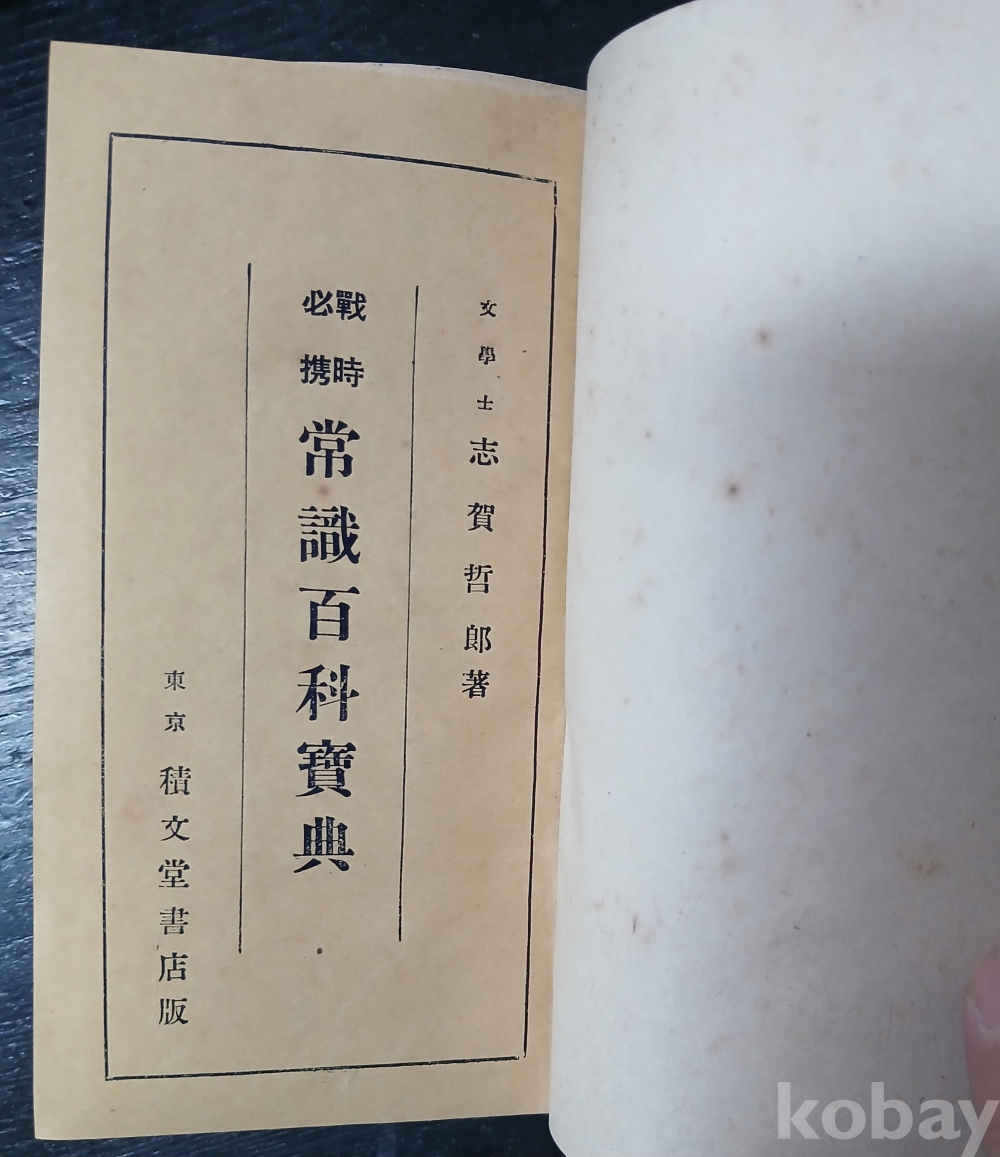 文學士 志賀哲郎著
戰時
必携
常識百科寶典
東京 積文堂書店版
kobay